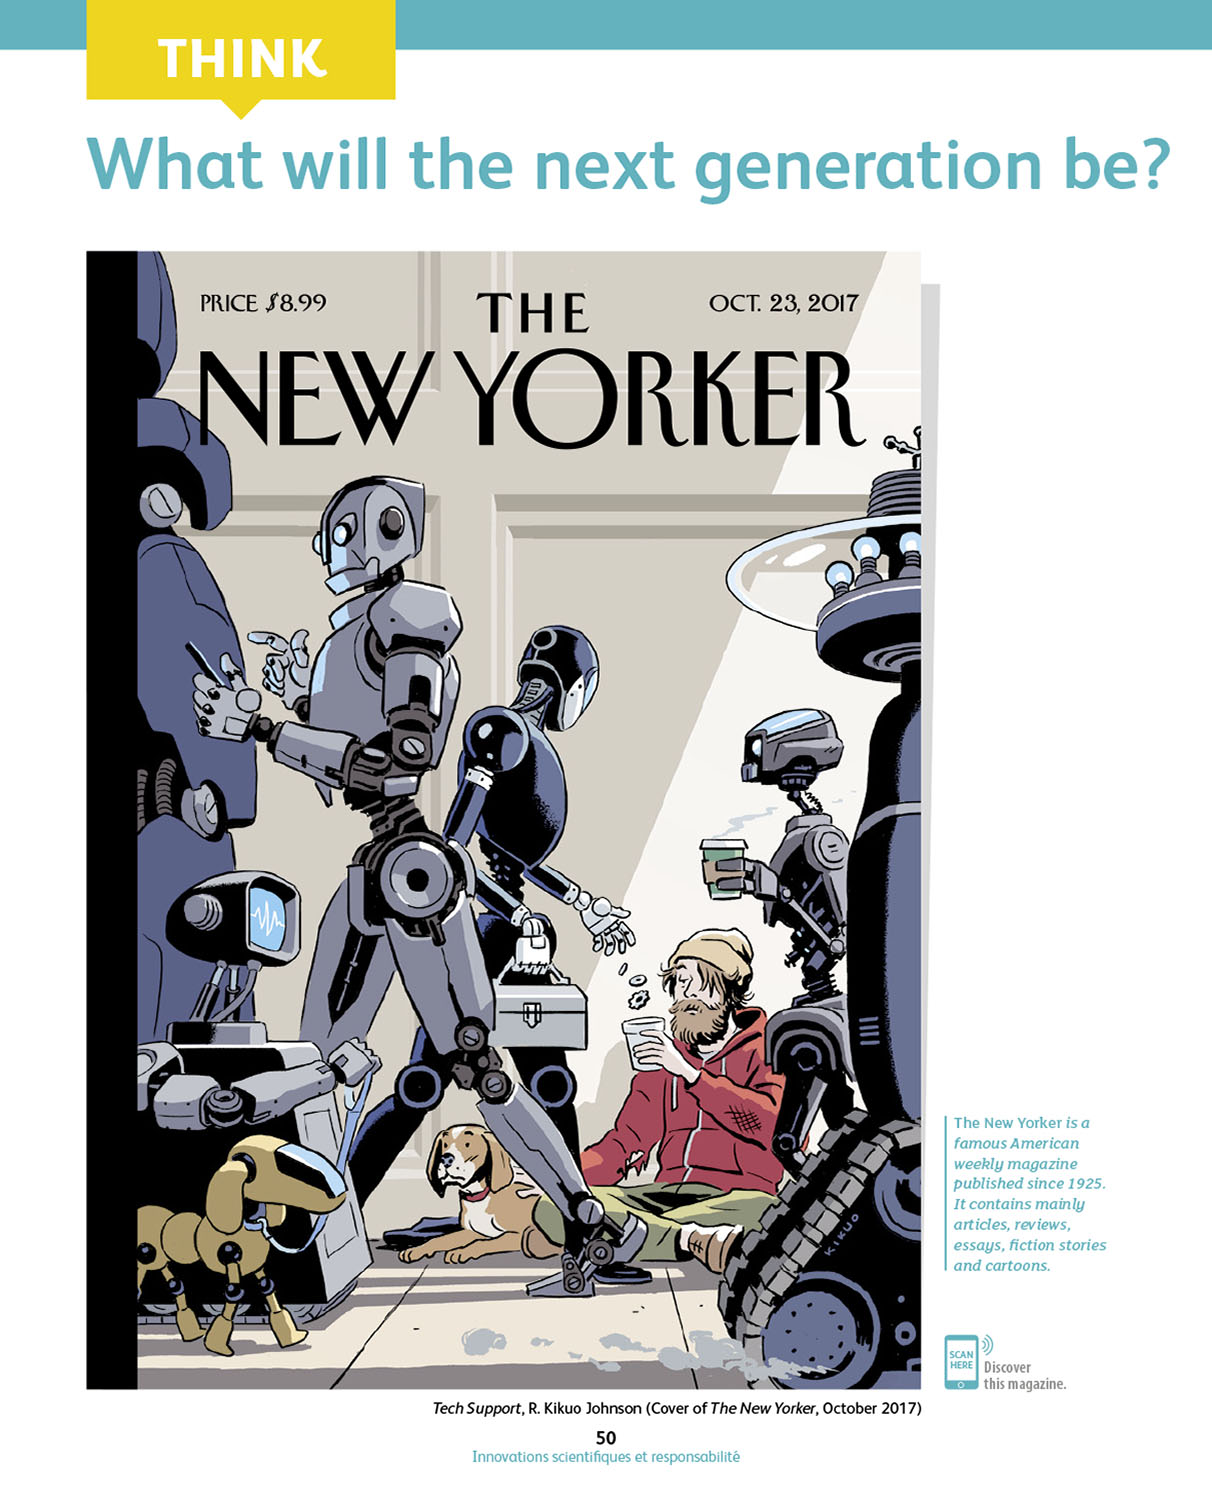 THINK
What will the next generation be?
PRICE $8.99
THE
OCT. 23, 2017
NEW YORKER
KIKUO
The New Yorker is a
famous American
weekly magazine
published since 1925.
It contains mainly
articles, reviews,
essays, fiction stories
and cartoons.
SCAN
HERE
Discover
this magazine.
Tech Support, R. Kikuo Johnson (Cover of The New Yorker, October 2017)
50
Innovations scientifiques et responsabilité